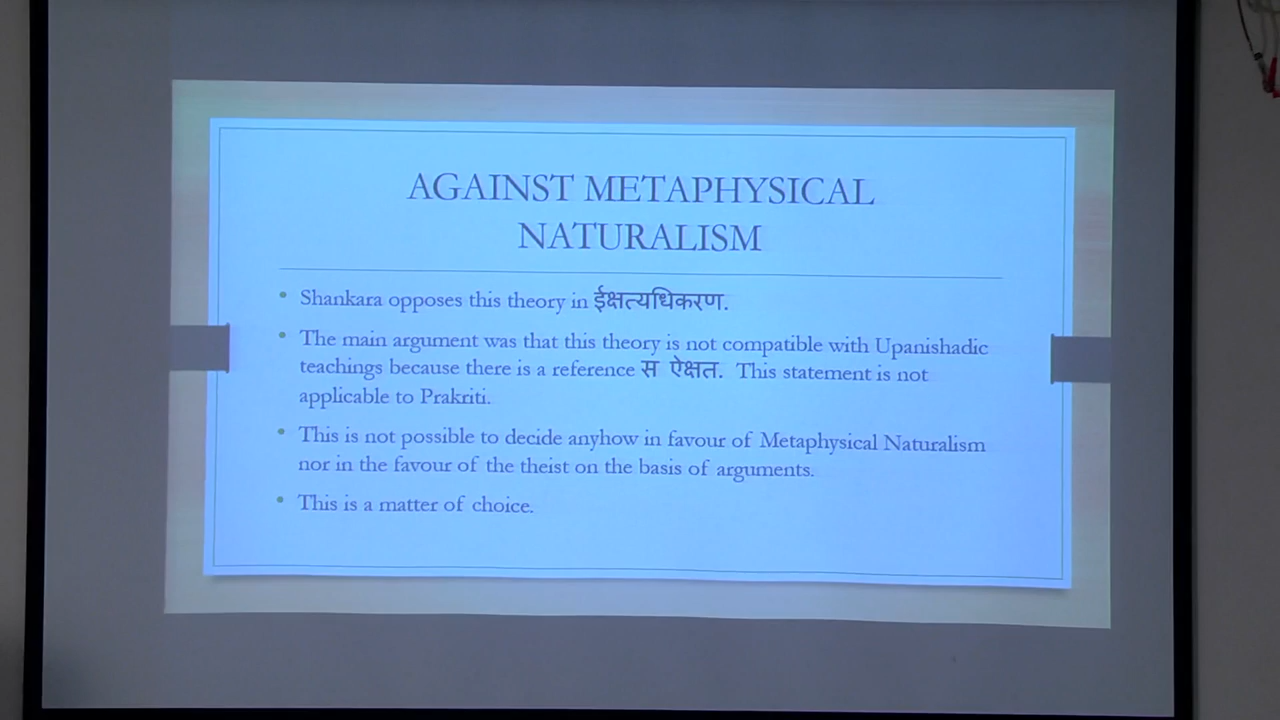 AGAINST METAPHYSICAL
NATURALISM
• Shankara opposes this theory in ईक्षत्यधिकरण.
• The main argument was that this theory is not compatible with Upanishadic
teachings because there is a reference स ऐक्षत. This statement is not
applicable to Prakriti.
• This is not possible to decide anyhow in favour of Metaphysical Naturalism
nor in the favour of the theist on the basis of arguments.
• This is a matter of choice.